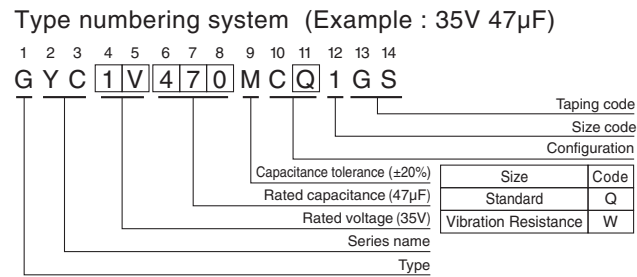 Type numbering system (Example : 35V 47µF)
1 2 3 4 5 6 7 8 9 10 11 12 13 14
G Y C 1 V 4 7 0 M C Q 1 G S
Taping code
Size code
Configuration
Capacitance tolerance (±20%)
Rated capacitance (47µF)
Rated voltage (35V)
Series name
Type
Size Code
Standard Q
Vibration Resistance W